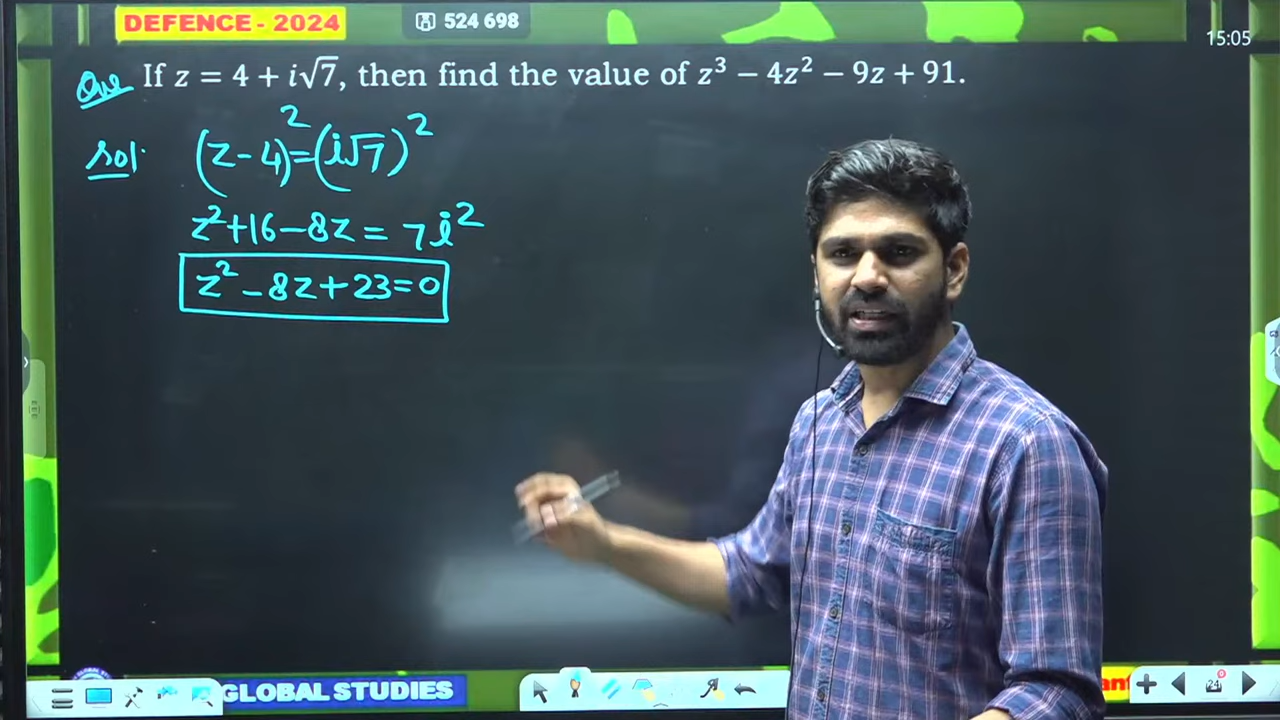 DEFENCE - 2024
524 698
15:05
Que If z = 4 + i√7, then find the value of z³ − 4z² − 9z + 91.
Sol. (z-4)² = (i√7)²
z²+16-8z = 7i²
z²-8z+23=0
GLOBAL STUDIES